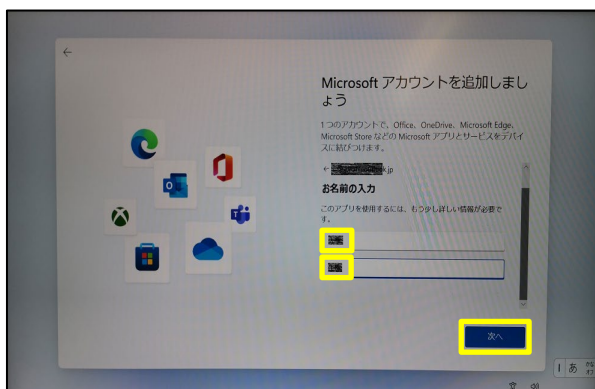 Microsoft アカウントを追加しまし
ょう
1 つのアカウントで、Office、OneDrive、Microsoft Edge、
Microsoft Store などの Microsoft アプリとサービスをデバイ
スに結びつけます。
jp
お名前の入力
このアプリを使用するには、もう少し詳しい情報が必要で
す。
次へ
あ